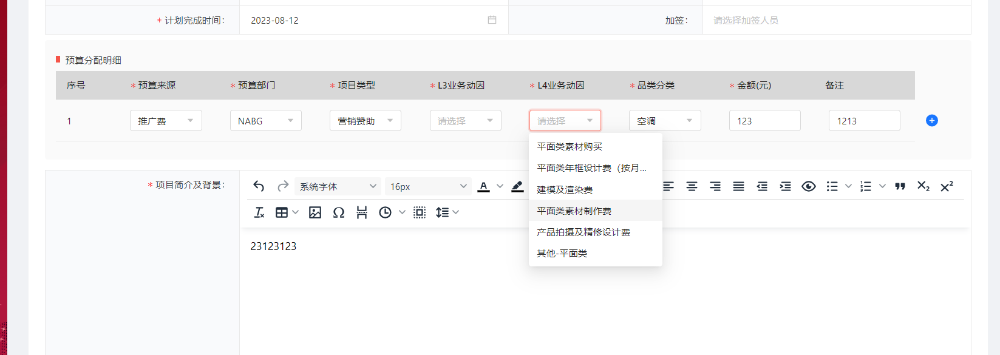 * 计划完成时间： 2023-08-12 加签： 请选择加签人员
预算分配明细
序号 * 预算来源 * 预算部门 * 项目类型 * L3业务动因 * L4业务动因 * 品类分类 * 金额(元) 备注
1 推广费 NABG 营销赞助 请选择 请选择 空调 123 1213
平面类素材购买
平面类年框设计费（按月...
建模及渲染费
平面类素材制作费
产品拍摄及精修设计费
其他-平面类
* 项目简介及背景： 系统字体 16px
23123123